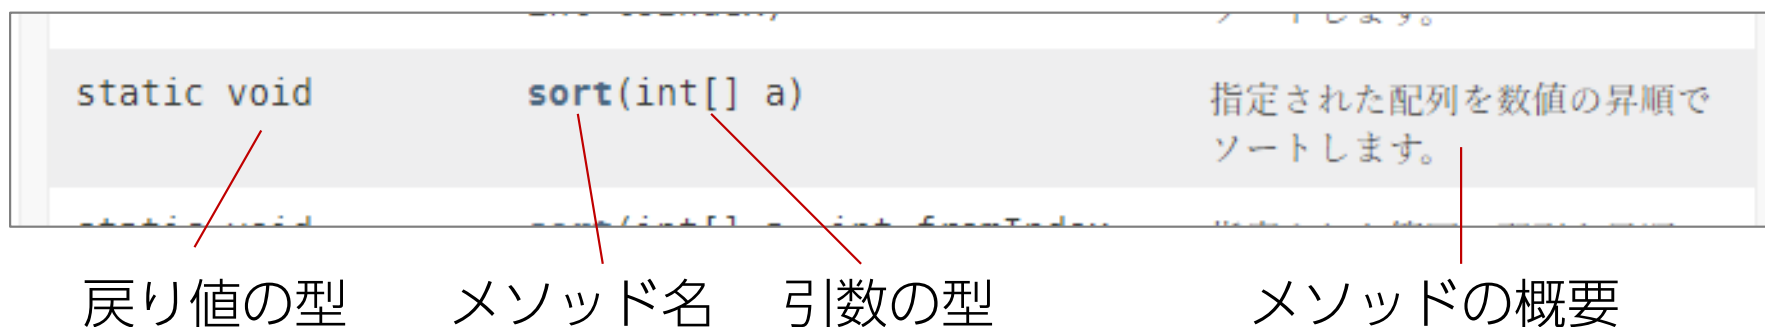 static void sort(int[] a) 指定された配列を数値の昇順で
ソートします。
戻り値の型 メソッド名 引数の型 メソッドの概要